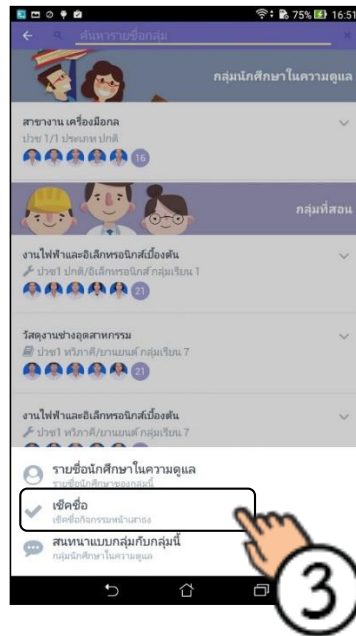 75% 16:51
ค้นหารายชื่อกลุ่ม
กลุ่มนักศึกษาในความดูแล
สาขางาน เครื่องมือกล
ปวช 1/1 ประเภท ปกติ
16
กลุ่มที่สอน
งานไฟฟ้าและอิเล็กทรอนิกส์เบื้องต้น
ปวช1 ปกติ/อิเล็กทรอนิกส์ กลุ่มเรียน 1
21
วัสดุงานช่างอุตสาหกรรม
ปวช1 ทวิภาคี/ยานยนต์ กลุ่มเรียน 7
21
งานไฟฟ้าและอิเล็กทรอนิกส์เบื้องต้น
ปวช1 ทวิภาคี/ยานยนต์ กลุ่มเรียน 7
รายชื่อนักศึกษาในความดูแล
รายชื่อนักศึกษาของกลุ่มนี้
เช็คชื่อ
เช็คชื่อกิจกรรมหน้าเสาธง
สนทนาแบบกลุ่มกับกลุ่มนี้
กลุ่มนักศึกษาในความดูแล
3